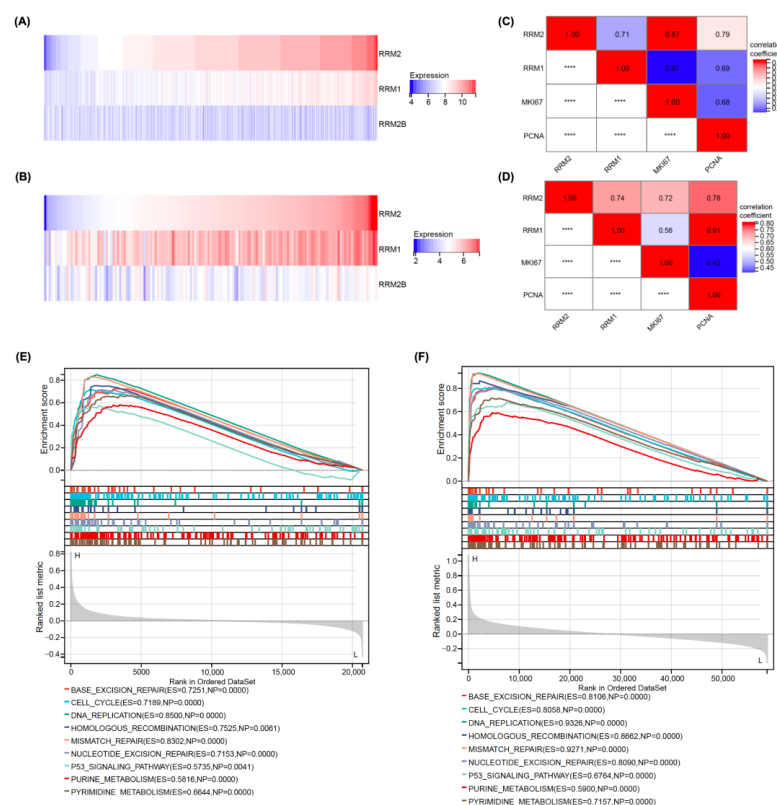 (A)
RRM2
RRM1
RRM2B
Expression
4 6 8 10
(B)
RRM2
RRM1
RRM2B
Expression
2 4 6
(C)
RRM2
RRM1
MKI67
PCNA
1.00 0.71 0.87 0.79
**** 1.00 0.69
**** **** 1.00 0.68
**** **** **** 1.00
RRM2 RRM1 MKI67 PCNA
correlation
coefficient
(D)
RRM2
RRM1
MKI67
PCNA
1.00 0.74 0.72 0.78
**** 1.00 0.56 0.81
**** **** 1.00 0.42
**** **** **** 1.00
RRM2 RRM1 MKI67 PCNA
correlation
coefficient
0.80
0.75
0.70
0.65
0.60
0.55
0.50
0.45
(E)
Enrichment score
0.8
0.6
0.4
0.2
0.0
Ranked list metric
0.8
0.6
0.4
0.2
0.0
−0.2
−0.4
H
L
0 5000 10,000 15,000 20,000
Rank in Ordered DataSet
BASE_EXCISION_REPAIR(ES=0.7251,NP=0.0000)
CELL_CYCLE(ES=0.7189,NP=0.0000)
DNA_REPLICATION(ES=0.8500,NP=0.0000)
HOMOLOGOUS_RECOMBINATION(ES=0.7525,NP=0.0061)
MISMATCH_REPAIR(ES=0.8302,NP=0.0000)
NUCLEOTIDE_EXCISION_REPAIR(ES=0.7153,NP=0.0000)
P53_SIGNALING_PATHWAY(ES=0.5735,NP=0.0041)
PURINE_METABOLISM(ES=0.5816,NP=0.0000)
PYRIMIDINE_METABOLISM(ES=0.6644,NP=0.0000)
(F)
Enrichment score
0.8
0.6
0.4
0.2
0.0
Ranked list metric
1.0
0.8
0.6
0.4
0.2
0.0
−0.2
H
L
0 10,000 20,000 30,000 40,000 50,000
Rank in Ordered DataSet
BASE_EXCISION_REPAIR(ES=0.8106,NP=0.0000)
CELL_CYCLE(ES=0.8058,NP=0.0000)
DNA_REPLICATION(ES=0.9326,NP=0.0000)
HOMOLOGOUS_RECOMBINATION(ES=0.8662,NP=0.0000)
MISMATCH_REPAIR(ES=0.9271,NP=0.0000)
NUCLEOTIDE_EXCISION_REPAIR(ES=0.8090,NP=0.0000)
P53_SIGNALING_PATHWAY(ES=0.6764,NP=0.0000)
PURINE_METABOLISM(ES=0.5900,NP=0.0000)
PYRIMIDINE_METABOLISM(ES=0.7157,NP=0.0000)